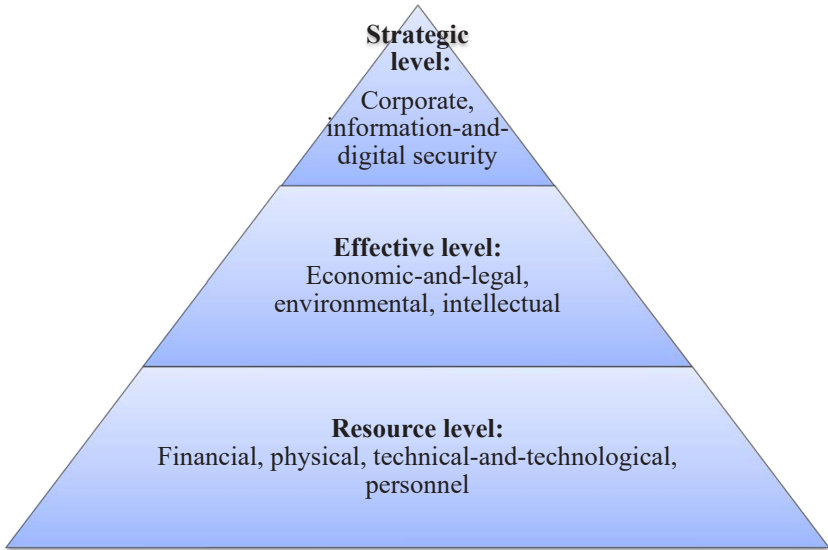 Strategic
level:
Corporate,
information-and-
digital security
Effective level:
Economic-and-legal,
environmental, intellectual
Resource level:
Financial, physical, technical-and-technological,
personnel